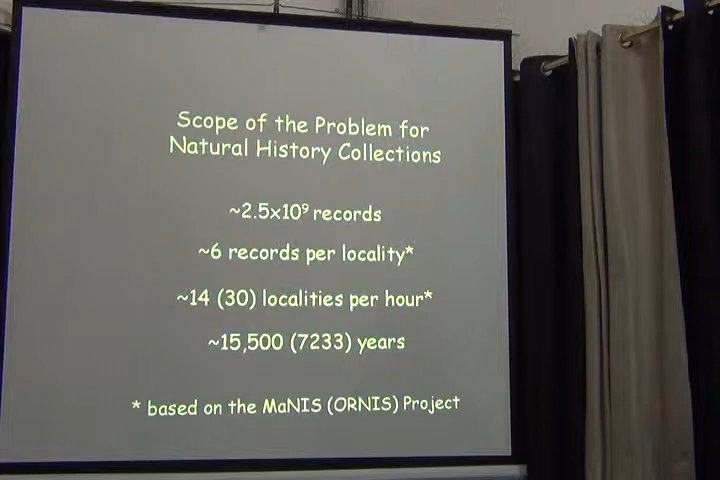 Scope of the Problem for
Natural History Collections
~2.5x10⁹ records
~6 records per locality*
~14 (30) localities per hour*
~15,500 (7233) years
* based on the MaNIS (ORNIS) Project